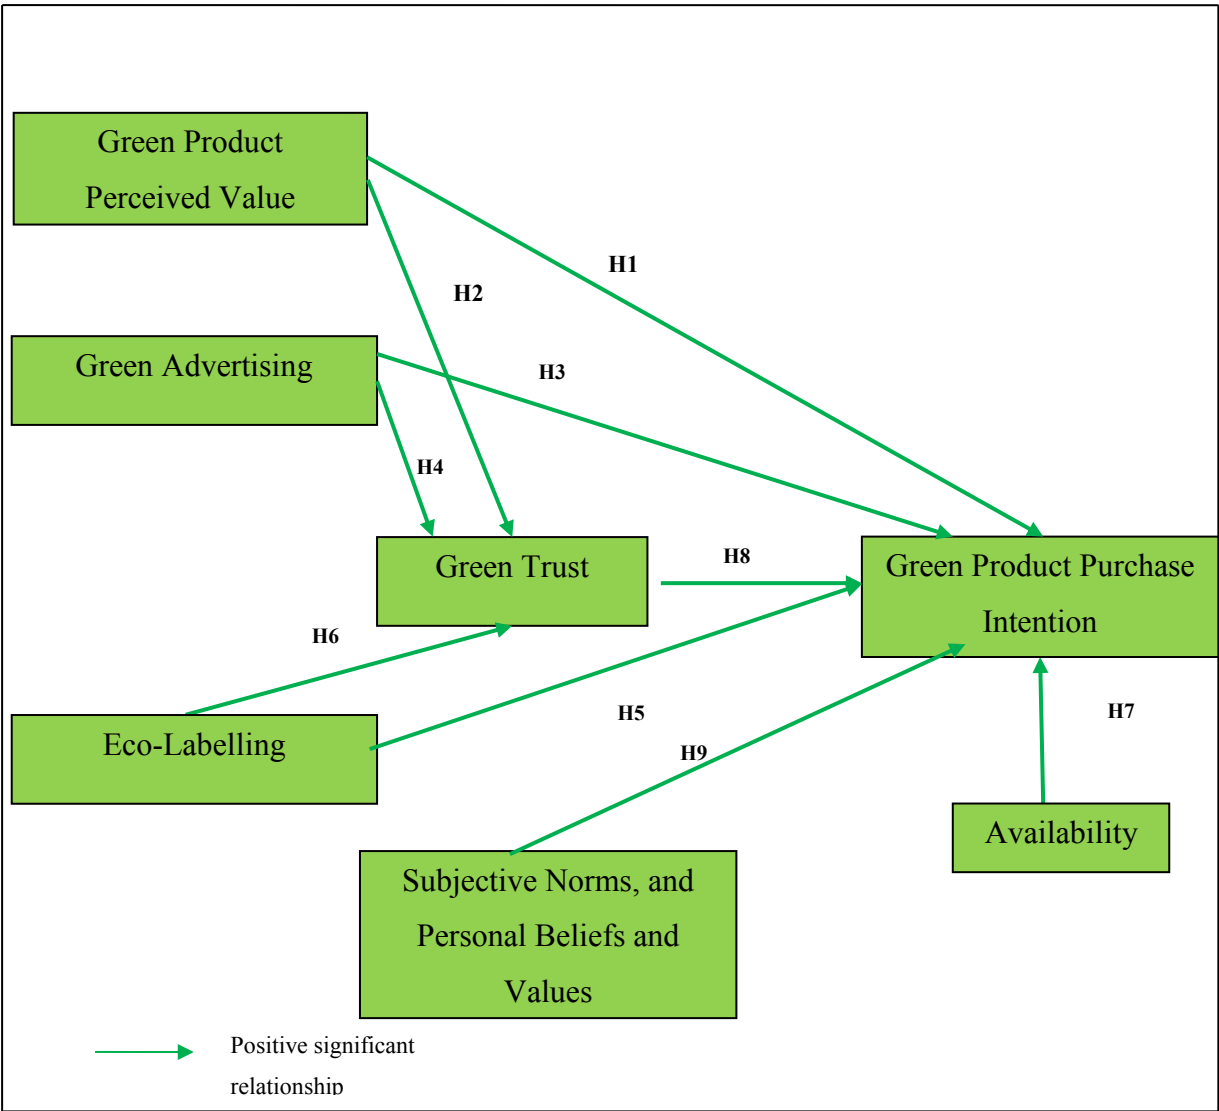 Green Product
Perceived Value
H1
H2
Green Advertising
H3
H4
Green Trust
H8
Green Product Purchase
Intention
H6
H5
H7
Eco-Labelling
H9
Availability
Subjective Norms, and
Personal Beliefs and
Values
Positive significant
relationship